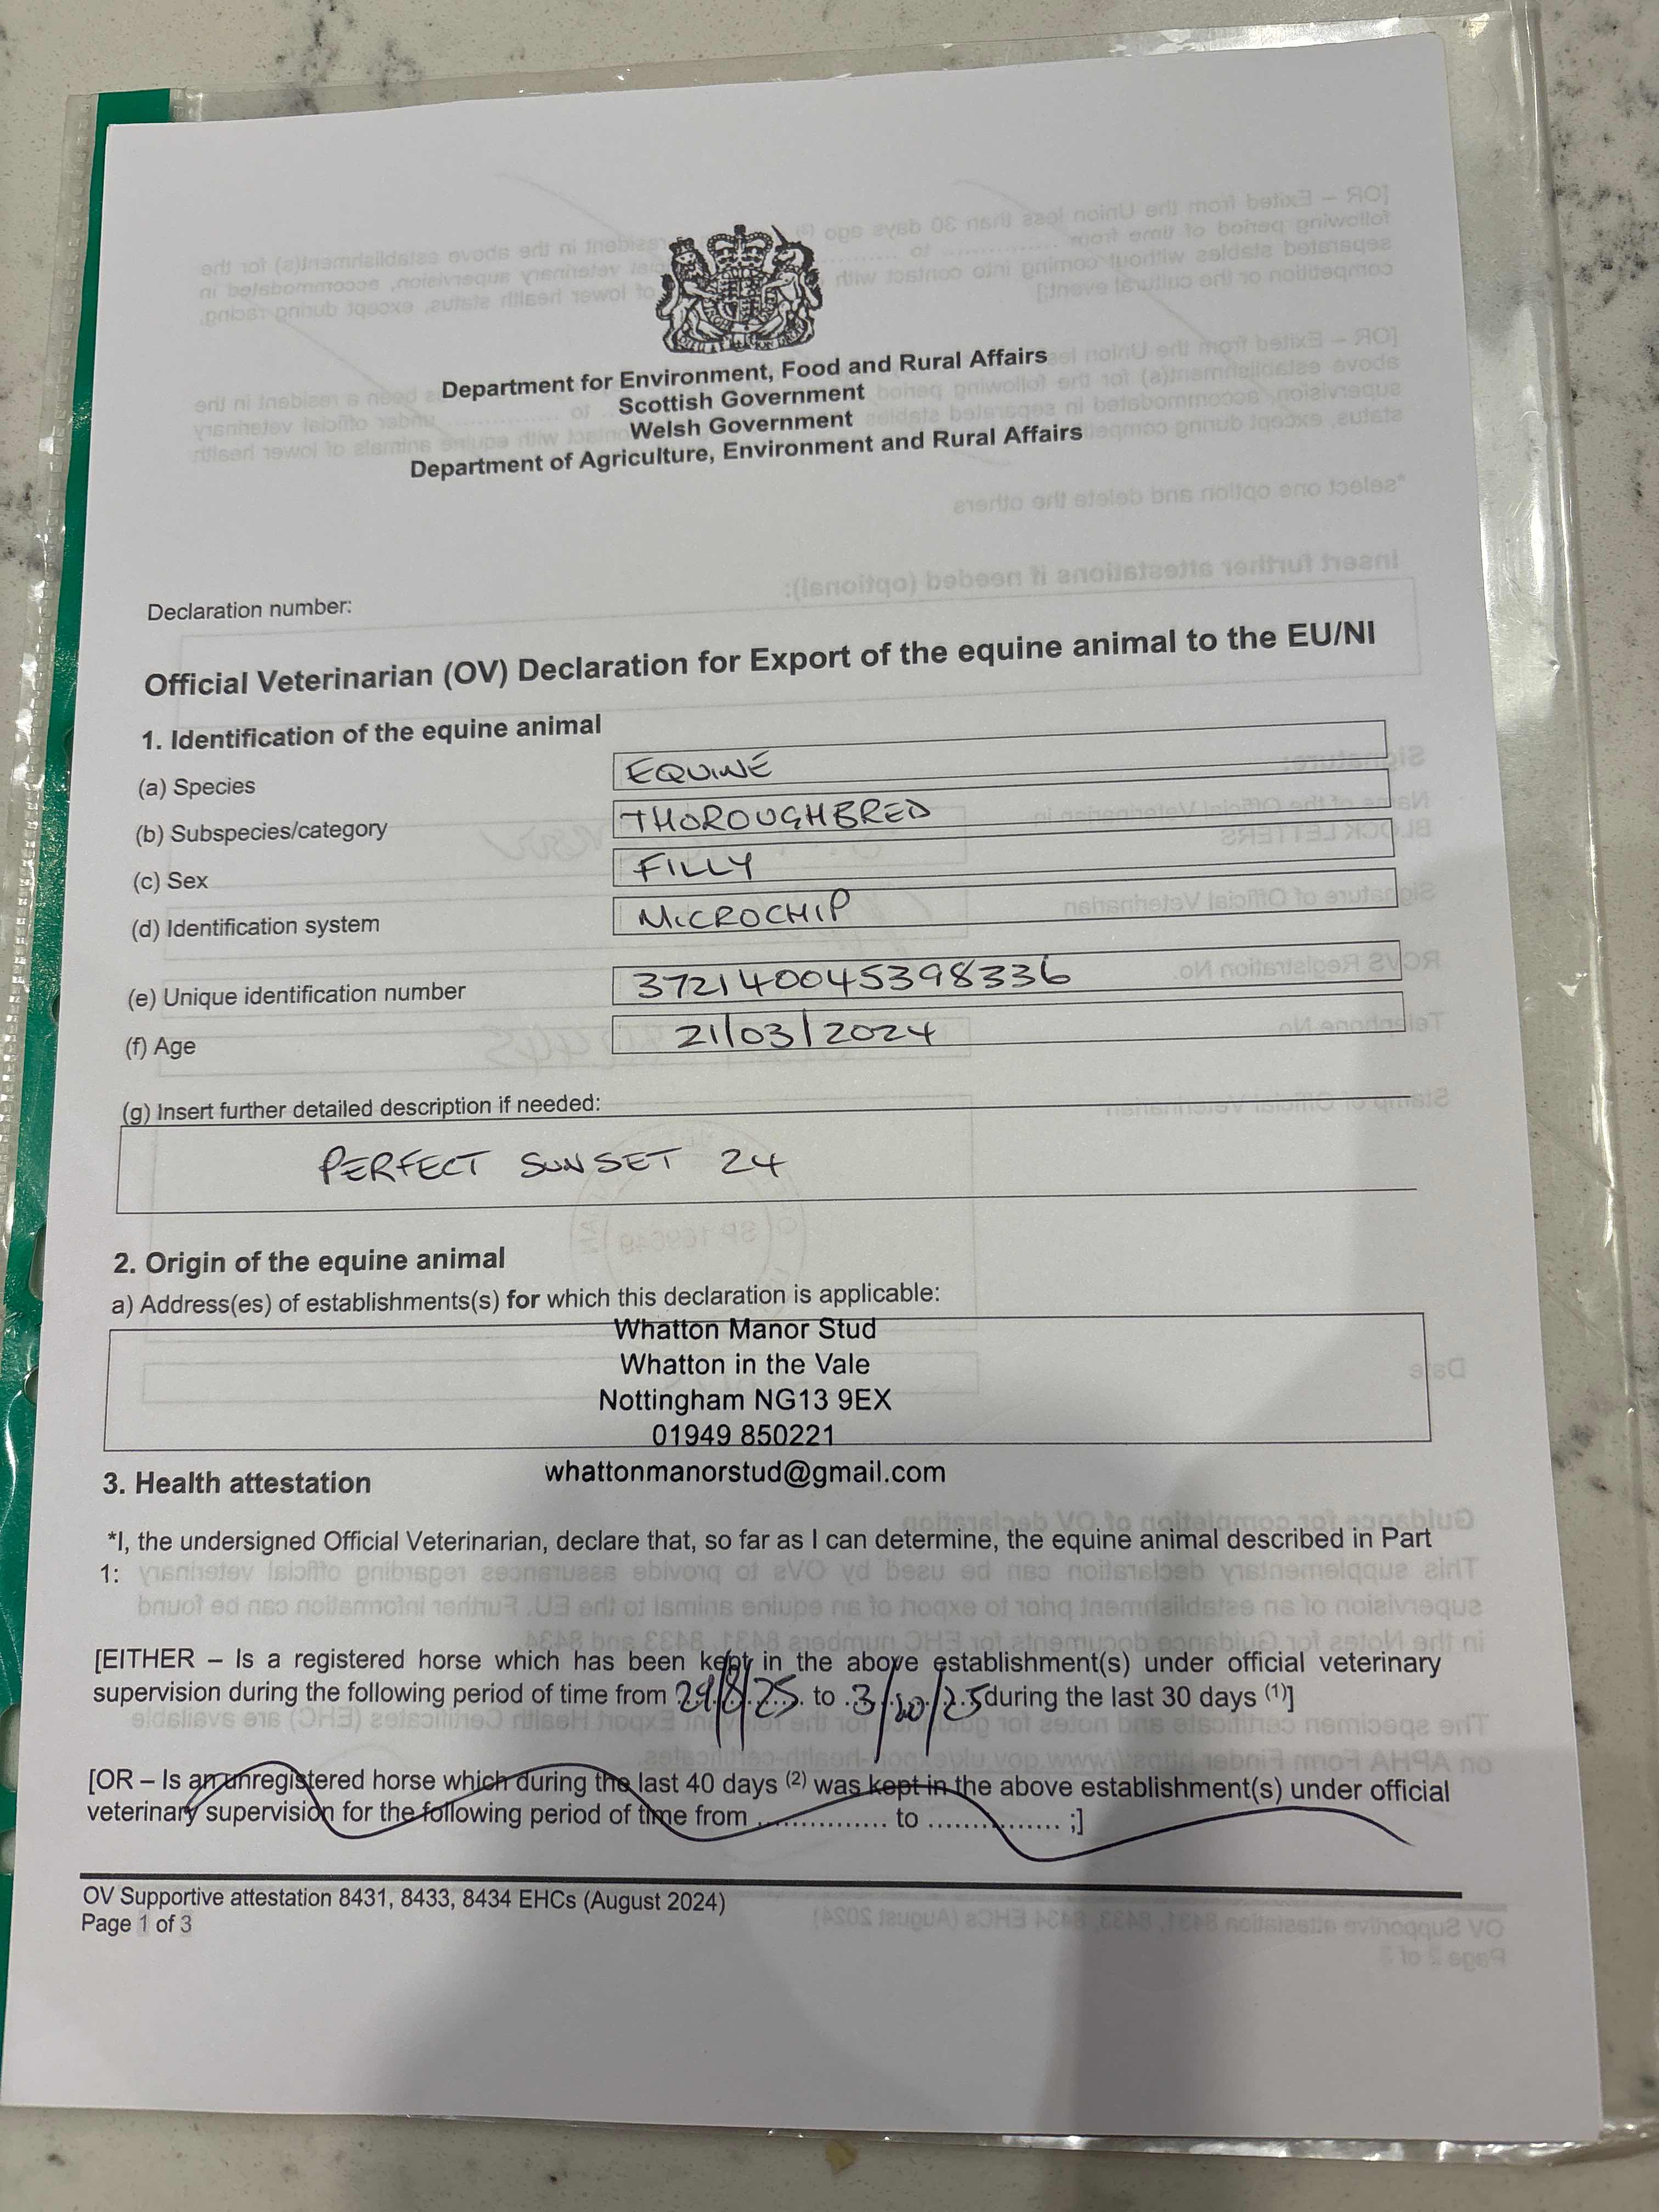 Department for Environment, Food and Rural Affairs
Scottish Government
Welsh Government
Department of Agriculture, Environment and Rural Affairs
Declaration number:
Official Veterinarian (OV) Declaration for Export of the equine animal to the EU/NI
1. Identification of the equine animal
(a) Species EQUINE
(b) Subspecies/category THOROUGHBRED
(c) Sex FILLY
(d) Identification system MICROCHIP
(e) Unique identification number 372140045398336
(f) Age 21/03/2024
(g) Insert further detailed description if needed:
PERFECT SUNSET 24
2. Origin of the equine animal
a) Address(es) of establishments(s) for which this declaration is applicable:
Whatton Manor Stud
Whatton in the Vale
Nottingham NG13 9EX
01949 850221
whattonmanorstud@gmail.com
3. Health attestation
*I, the undersigned Official Veterinarian, declare that, so far as I can determine, the equine animal described in Part
1:
[EITHER – Is a registered horse which has been kept in the above establishment(s) under official veterinary
supervision during the following period of time from 29/8/25 to 3/10/25 during the last 30 days (1)]
[OR – Is an unregistered horse which during the last 40 days (2) was kept in the above establishment(s) under official
veterinary supervision for the following period of time from ............... to ............... ;]
OV Supportive attestation 8431, 8433, 8434 EHCs (August 2024)
Page 1 of 3